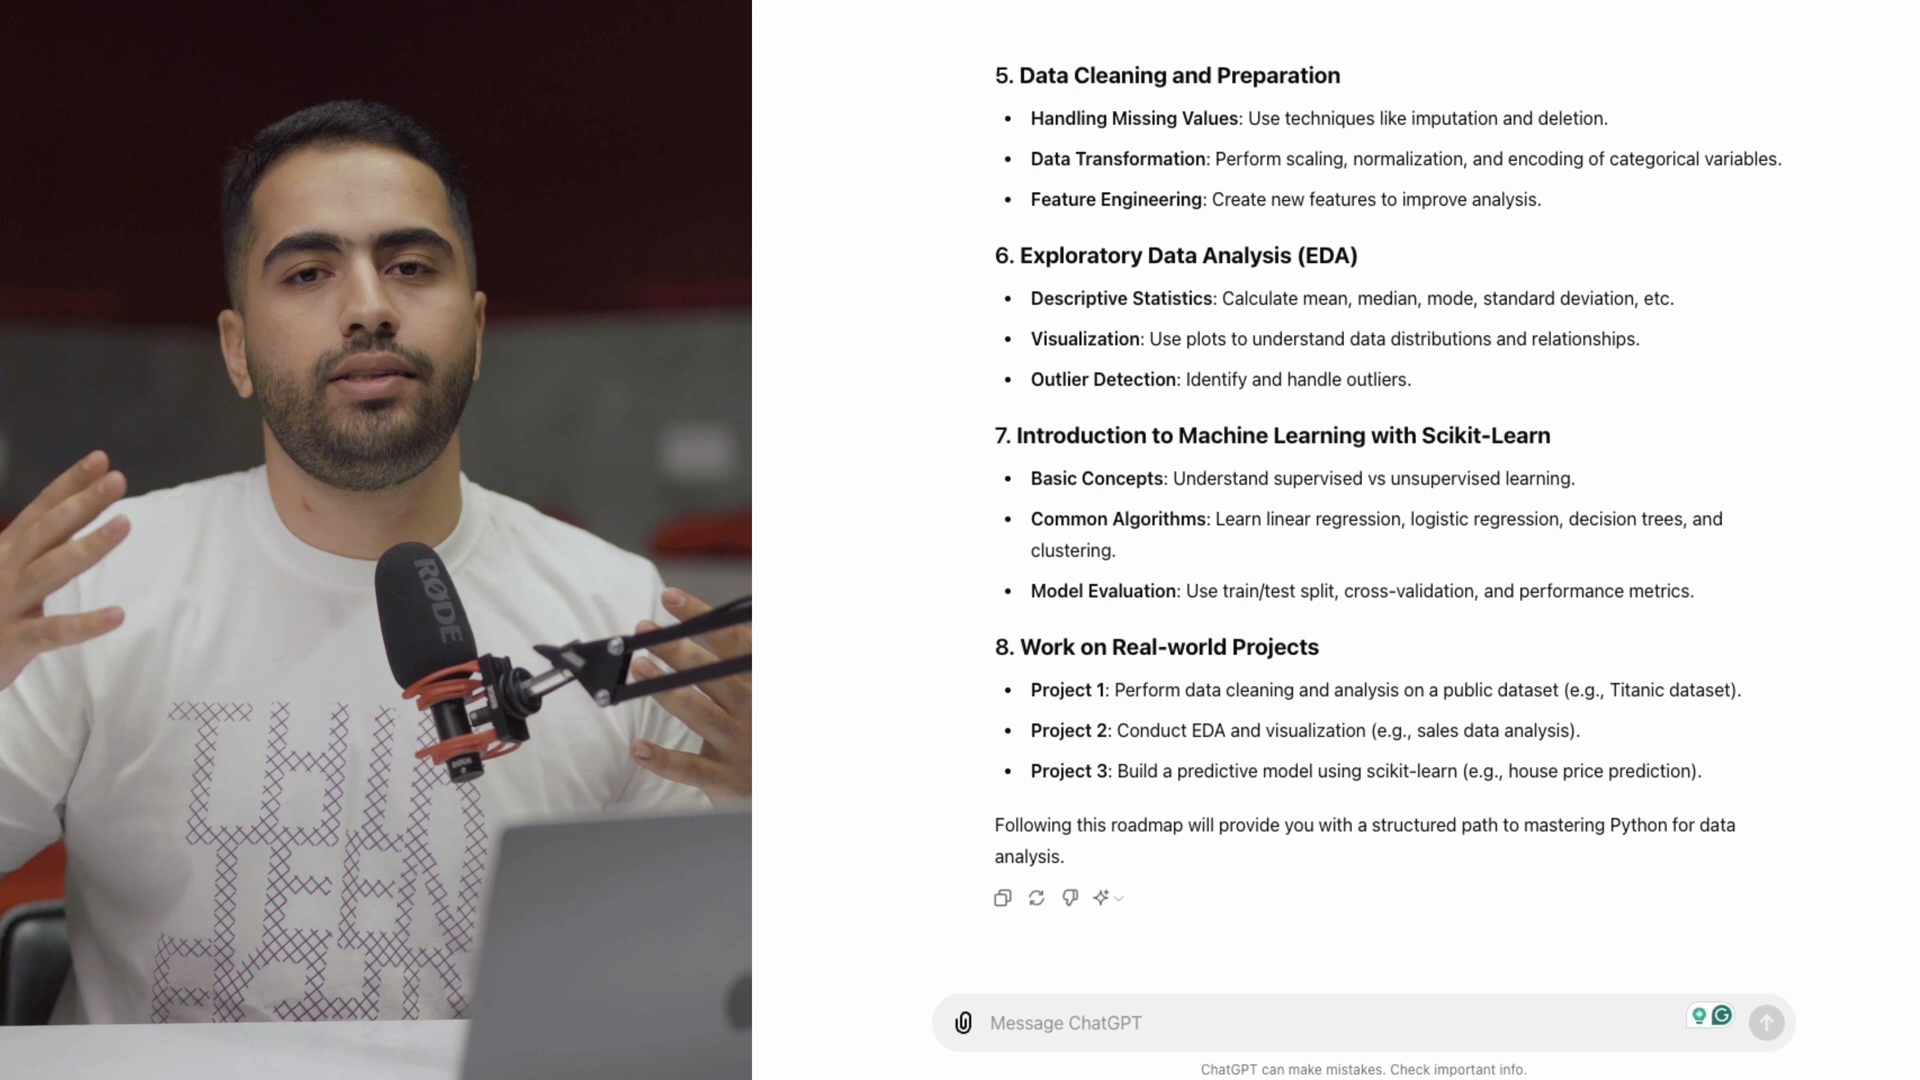 5. Data Cleaning and Preparation
• Handling Missing Values: Use techniques like imputation and deletion.
• Data Transformation: Perform scaling, normalization, and encoding of categorical variables.
• Feature Engineering: Create new features to improve analysis.
6. Exploratory Data Analysis (EDA)
• Descriptive Statistics: Calculate mean, median, mode, standard deviation, etc.
• Visualization: Use plots to understand data distributions and relationships.
• Outlier Detection: Identify and handle outliers.
7. Introduction to Machine Learning with Scikit-Learn
• Basic Concepts: Understand supervised vs unsupervised learning.
• Common Algorithms: Learn linear regression, logistic regression, decision trees, and
clustering.
• Model Evaluation: Use train/test split, cross-validation, and performance metrics.
8. Work on Real-world Projects
• Project 1: Perform data cleaning and analysis on a public dataset (e.g., Titanic dataset).
• Project 2: Conduct EDA and visualization (e.g., sales data analysis).
• Project 3: Build a predictive model using scikit-learn (e.g., house price prediction).
Following this roadmap will provide you with a structured path to mastering Python for data
analysis.
Message ChatGPT
ChatGPT can make mistakes. Check important info.
RØDE
THIN
TEEN